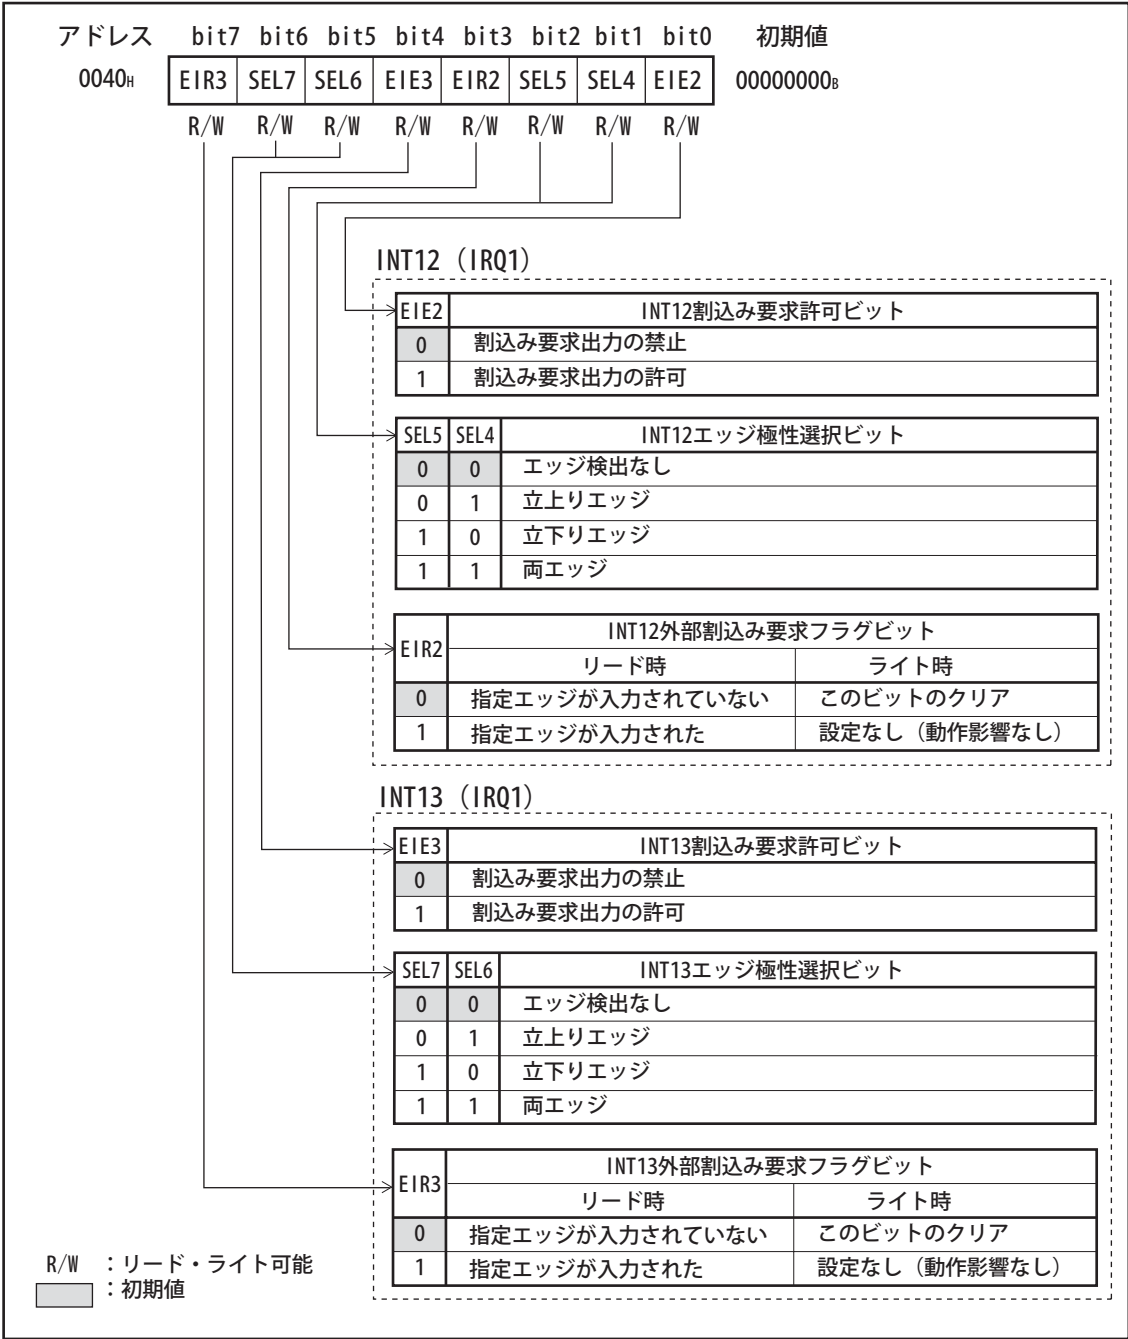 アドレス bit7 bit6 bit5 bit4 bit3 bit2 bit1 bit0 初期値
0040H EIR3 SEL7 SEL6 EIE3 EIR2 SEL5 SEL4 EIE2 00000000B
R/W R/W R/W R/W R/W R/W R/W R/W
INT12（IRQ1）
EIE2 INT12割込み要求許可ビット
0 割込み要求出力の禁止
1 割込み要求出力の許可
SEL5 SEL4 INT12エッジ極性選択ビット
0 0 エッジ検出なし
0 1 立上りエッジ
1 0 立下りエッジ
1 1 両エッジ
EIR2 INT12外部割込み要求フラグビット
リード時 ライト時
0 指定エッジが入力されていない このビットのクリア
1 指定エッジが入力された 設定なし（動作影響なし）
INT13（IRQ1）
EIE3 INT13割込み要求許可ビット
0 割込み要求出力の禁止
1 割込み要求出力の許可
SEL7 SEL6 INT13エッジ極性選択ビット
0 0 エッジ検出なし
0 1 立上りエッジ
1 0 立下りエッジ
1 1 両エッジ
EIR3 INT13外部割込み要求フラグビット
リード時 ライト時
0 指定エッジが入力されていない このビットのクリア
1 指定エッジが入力された 設定なし（動作影響なし）
R/W ：リード・ライト可能
：初期値